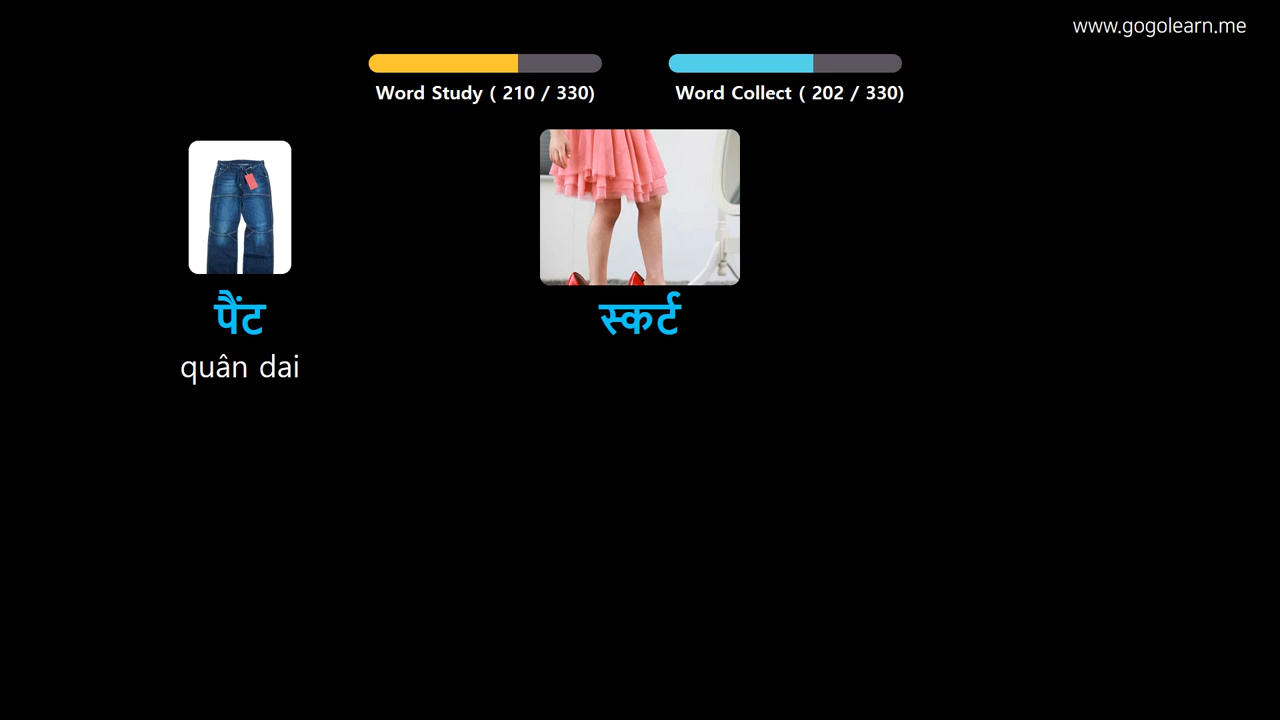 www.gogolearn.me
Word Study ( 210 / 330)
Word Collect ( 202 / 330)
पैंट
स्कर्ट
quân dai